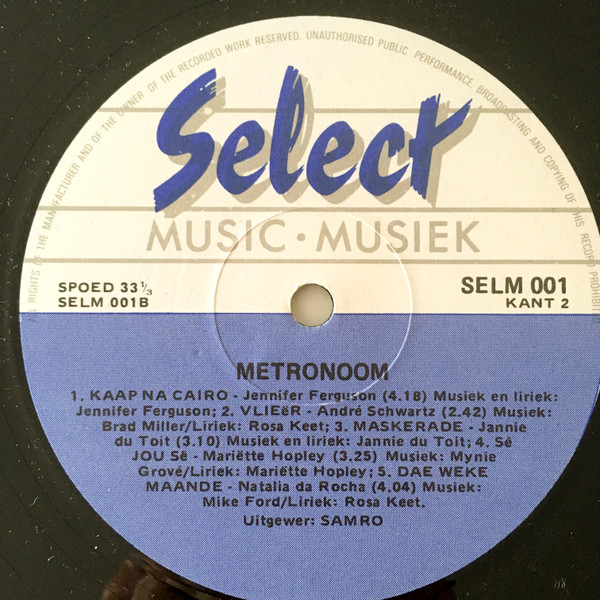 ALL RIGHTS OF THE MANUFACTURER AND OF THE OWNER OF THE RECORDED WORK RESERVED. UNAUTHORISED PUBLIC PERFORMANCE, BROADCASTING AND COPYING OF THIS RECORD PROHIBITED
Select
MUSIC · MUSIEK
SPOED 33⅓
SELM 001B
SELM 001
KANT 2
METRONOOM
1. KAAP NA CAIRO - Jennifer Ferguson (4.18) Musiek en liriek:
Jennifer Ferguson; 2. VLIEëR - André Schwartz (2.42) Musiek:
Brad Miller/Liriek: Rosa Keet; 3. MASKERADE - Jannie
du Toit (3.10) Musiek en liriek: Jannie du Toit; 4. Sê
JOU Sê - Mariëtte Hopley (3.25) Musiek: Mynie
Grové/Liriek: Mariëtte Hopley; 5. DAE WEKE
MAANDE - Natalia da Rocha (4.04) Musiek:
Mike Ford/Liriek: Rosa Keet.
Uitgewer: SAMRO